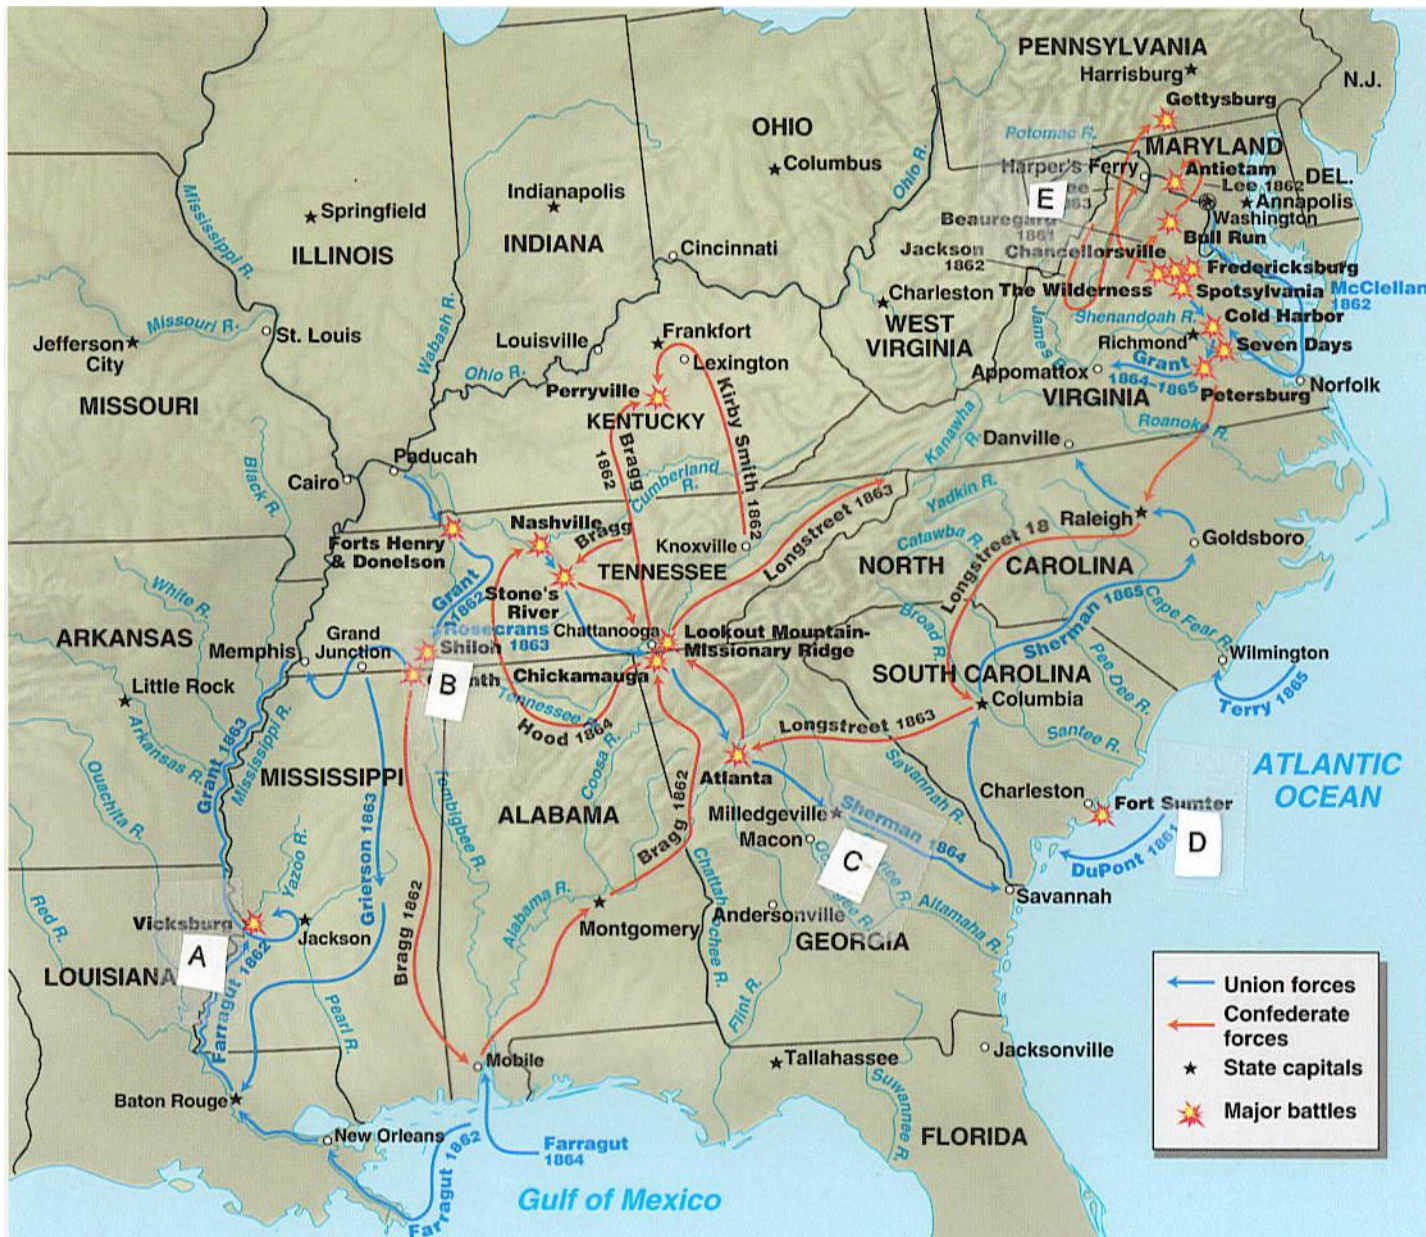 PENNSYLVANIA
Harrisburg
N.J.
Gettysburg
OHIO
Potomac R.
MARYLAND
Columbus
Ohio R.
Harper's Ferry
Antietam
Lee 1862
DEL.
Indianapolis
E
Annapolis
Springfield
Mississippi R.
Beauregard
1861
Washington
Bull Run
ILLINOIS
INDIANA
Cincinnati
Jackson
1862
Chancellorsville
Fredericksburg
Charleston
The Wilderness
Spotsylvania
McClellan
1862
WEST
VIRGINIA
James R.
Shenandoah R.
Cold Harbor
Missouri R.
St. Louis
Wabash R.
Louisville
Frankfort
Richmond
Seven Days
Jefferson
City
Ohio R.
Lexington
Appomattox
Grant
1864–1865
Petersburg
Norfolk
MISSOURI
Perryville
KENTUCKY
Kirby Smith 1862
VIRGINIA
Roanoke R.
Bragg
1862
Kanawha
R.
Danville
Paducah
Black R.
Cairo
Cumberland
R.
Longstreet 1863
Yadkin R.
Raleigh
Nashville
Bragg
Forts Henry
& Donelson
Knoxville
Catawba R.
Longstreet 18
Goldsboro
TENNESSEE
NORTH
CAROLINA
White R.
Grant
1862
Stone's
River
Broad R.
Sherman 1865
Cape Fear R.
ARKANSAS
Grand
Junction
Rosecrans
1863
Shiloh
Chattanooga
Lookout Mountain-
Missionary Ridge
Memphis
Pee Dee R.
Wilmington
Little Rock
B
nth
Chickamauga
SOUTH CAROLINA
Columbia
Terry 1865
Arkansas R.
Tennessee R.
Hood 1864
Longstreet 1863
Santee R.
Grant 1863
Mississippi R.
Coosa R.
Savannah R.
Ouachita R.
MISSISSIPPI
Atlanta
ATLANTIC
OCEAN
Tombigbee R.
ALABAMA
Bragg 1862
Milledgeville
Sherman 1864
Charleston
Fort Sumter
Grierson 1863
Macon
C
DuPont 1861
D
Yazoo R.
Bragg 1862
Alabama R.
Chattahoochee R.
Altamaha R.
Savannah
Red R.
Vicksburg
Jackson
Montgomery
Andersonville
GEORGIA
A
LOUISIANA
Farragut 1862
Pearl R.
Flint R.
Union forces
Confederate
forces
State capitals
Major battles
Mobile
Tallahassee
Jacksonville
Baton Rouge
Suwannee R.
New Orleans
Farragut 1862
Farragut
1864
FLORIDA
Gulf of Mexico